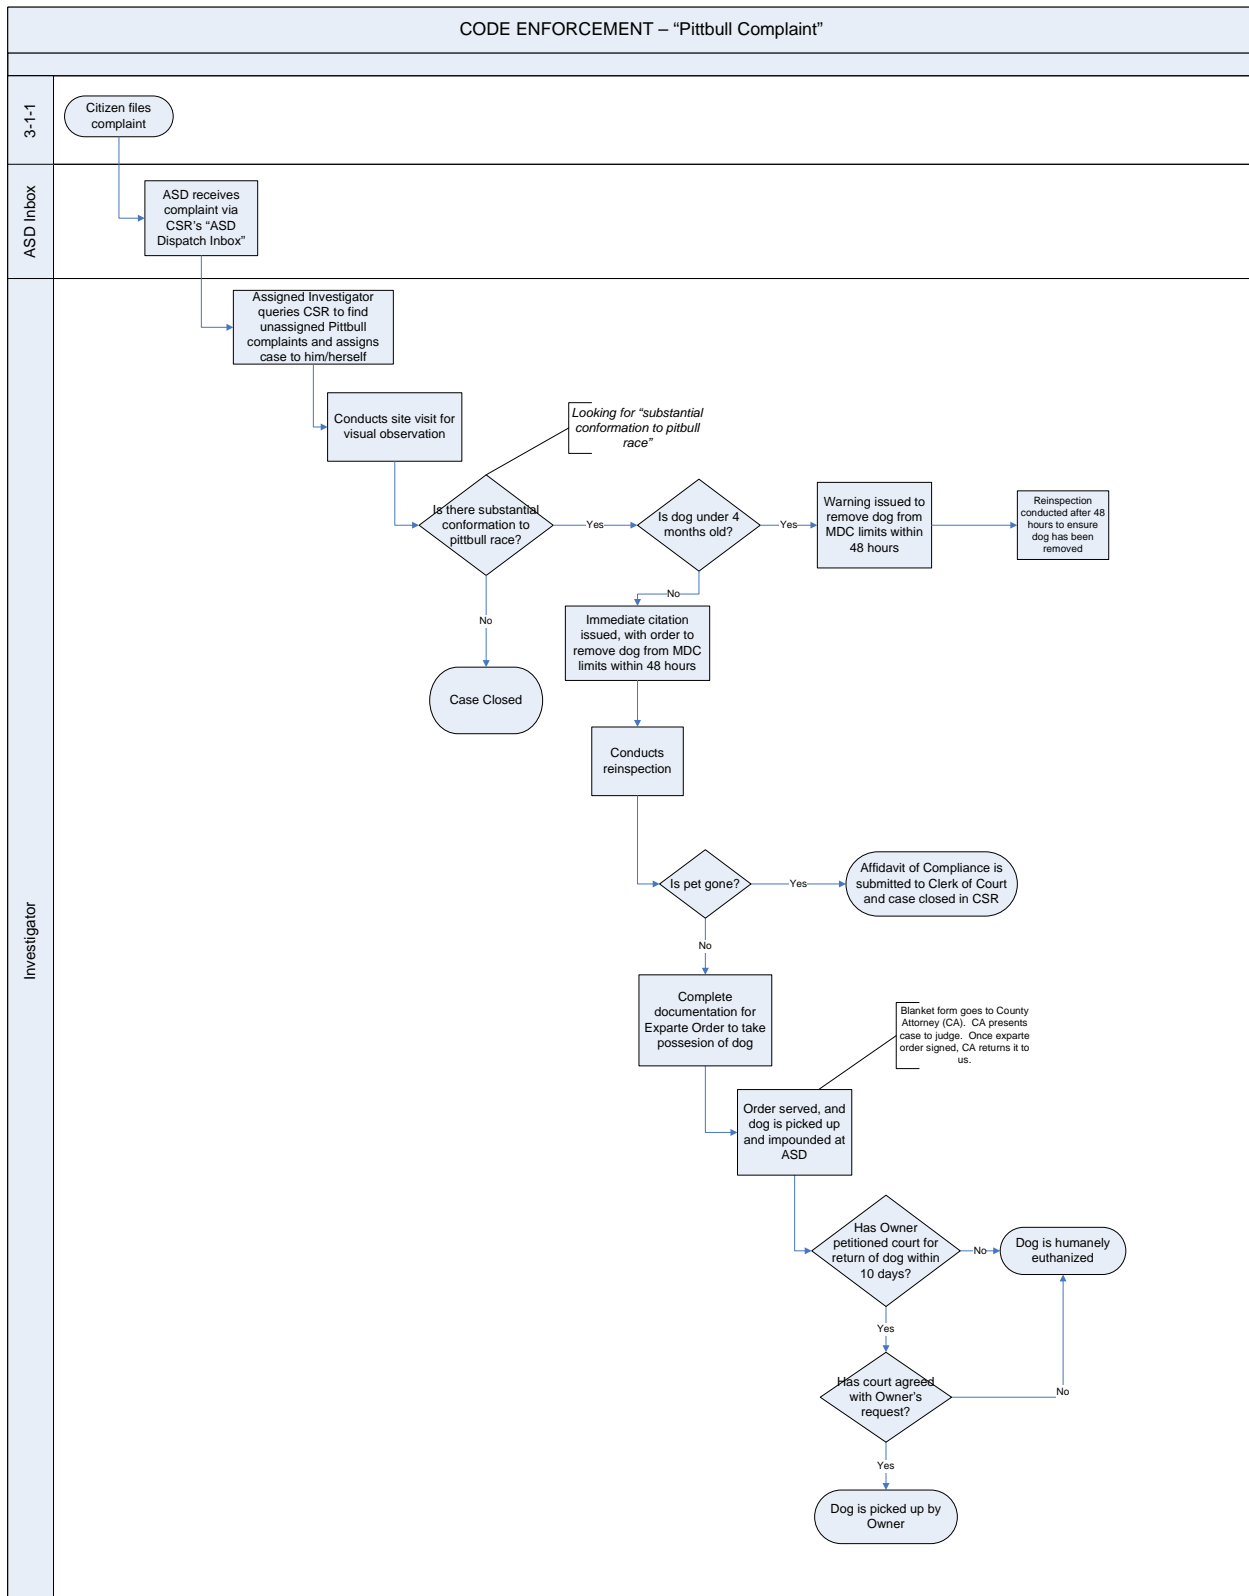 CODE ENFORCEMENT – “Pittbull Complaint”
3-1-1
Citizen files
complaint
ASD Inbox
ASD receives
complaint via
CSR’s “ASD
Dispatch Inbox”
Investigator
Assigned Investigator
queries CSR to find
unassigned Pittbull
complaints and assigns
case to him/herself
Conducts site visit for
visual observation
Looking for “substantial
conformation to pitbull
race”
Is there substantial
conformation to
pittbull race?
Yes
Is dog under 4
months old?
Yes
Warning issued to
remove dog from
MDC limits within
48 hours
Reinspection
conducted after 48
hours to ensure
dog has been
removed
No
Case Closed
No
Immediate citation
issued, with order to
remove dog from MDC
limits within 48 hours
Conducts
reinspection
Is pet gone?
Yes
Affidavit of Compliance is
submitted to Clerk of Court
and case closed in CSR
No
Complete
documentation for
Exparte Order to take
possesion of dog
Blanket form goes to County
Attorney (CA).  CA presents
case to judge.  Once exparte
order signed, CA returns it to
us.
Order served, and
dog is picked up
and impounded at
ASD
Has Owner
petitioned court for
return of dog within
10 days?
No
Dog is humanely
euthanized
Yes
Has court agreed
with Owner’s
request?
No
Yes
Dog is picked up by
Owner